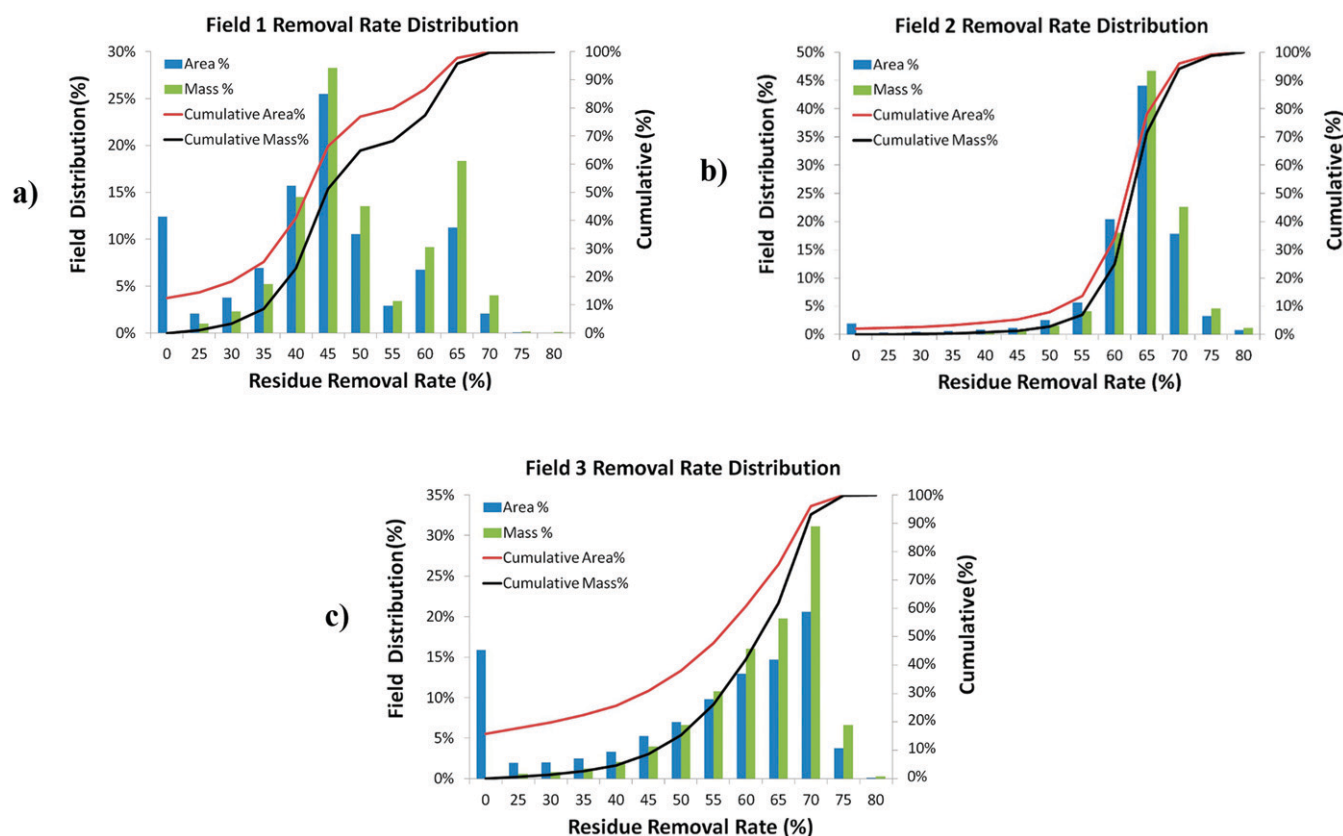 a)
Field 1 Removal Rate Distribution
Field Distribution(%)
30%
25%
20%
15%
10%
5%
0%
Area %
Mass %
Cumulative Area%
Cumulative Mass%
100%
90%
80%
70%
60%
50%
40%
30%
20%
10%
0%
Cumulative(%)
0 25 30 35 40 45 50 55 60 65 70 75 80
Residue Removal Rate (%)
b)
Field 2 Removal Rate Distribution
Field Distribution(%)
50%
45%
40%
35%
30%
25%
20%
15%
10%
5%
0%
Area %
Mass %
Cumulative Area%
Cumulative Mass%
100%
90%
80%
70%
60%
50%
40%
30%
20%
10%
0%
Cumulative (%)
0 25 30 35 40 45 50 55 60 65 70 75 80
Residue Removal Rate (%)
c)
Field 3 Removal Rate Distribution
Field Distribution(%)
35%
30%
25%
20%
15%
10%
5%
0%
Area %
Mass %
Cumulative Area%
Cumulative Mass%
100%
90%
80%
70%
60%
50%
40%
30%
20%
10%
0%
Cumulative(%)
0 25 30 35 40 45 50 55 60 65 70 75 80
Residue Removal Rate (%)